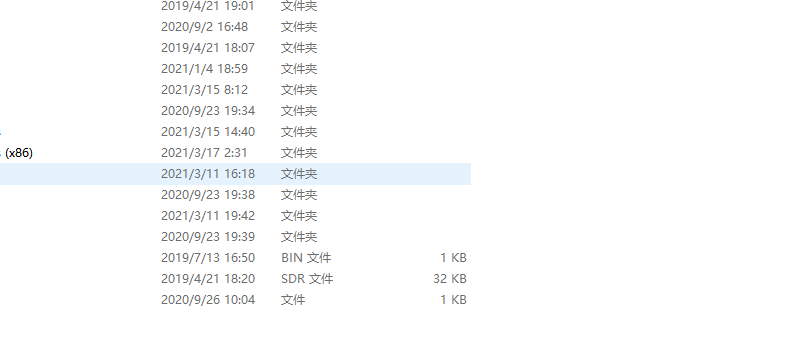 2019/4/21 19:01 文件夹
2020/9/2 16:48 文件夹
2019/4/21 18:07 文件夹
2021/1/4 18:59 文件夹
2021/3/15 8:12 文件夹
2020/9/23 19:34 文件夹
2021/3/15 14:40 文件夹
(x86) 2021/3/17 2:31 文件夹
2021/3/11 16:18 文件夹
2020/9/23 19:38 文件夹
2021/3/11 19:42 文件夹
2020/9/23 19:39 文件夹
2019/7/13 16:50 BIN 文件 1 KB
2019/4/21 18:20 SDR 文件 32 KB
2020/9/26 10:04 文件 1 KB